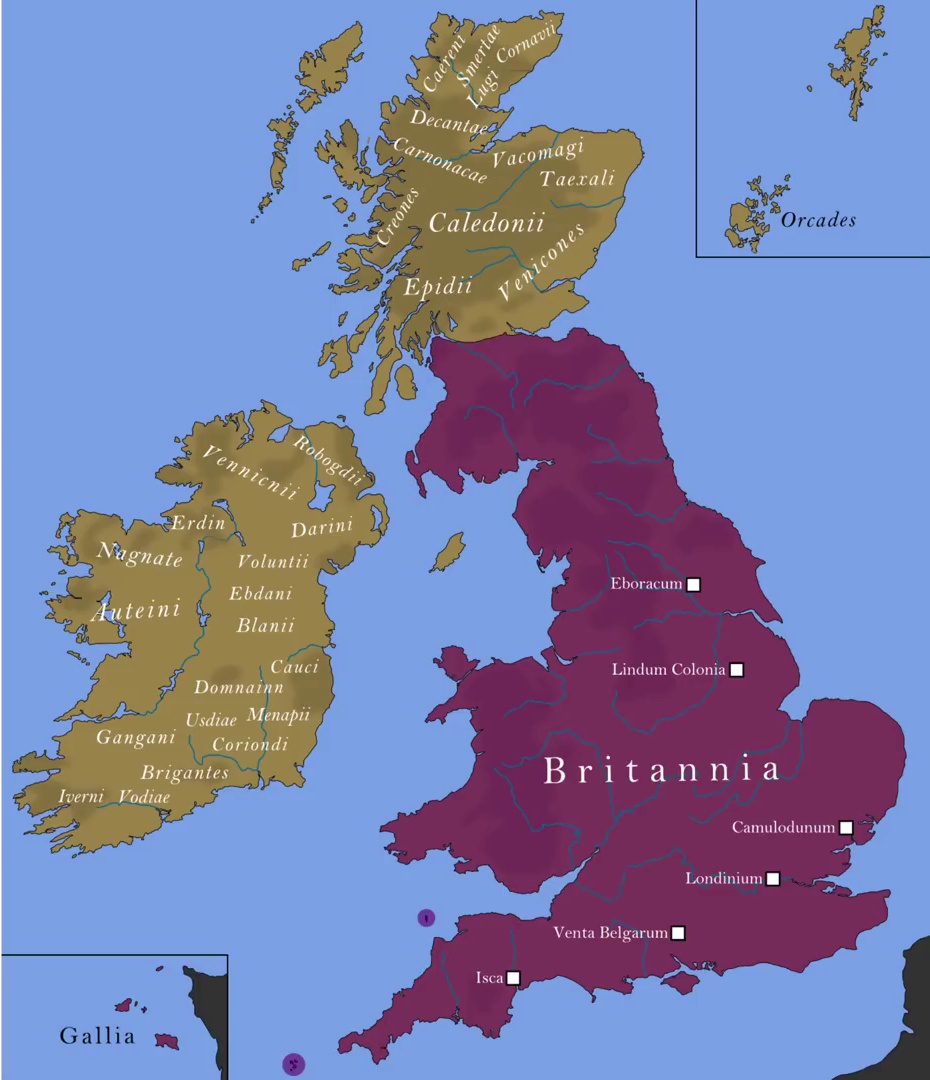 Caereni
Smertae
Cornavii
Lugi
Decantae
Carnonacae
Vacomagi
Taexali
Creones
Caledonii
Venicones
Epidii
Orcades
Vennicnii
Robogdii
Erdin
Darini
Nagnate
Voluntii
Ebdani
Auteini
Blanii
Cauci
Domnainn
Usdiae
Menapii
Gangani
Coriondi
Brigantes
Iverni
Vodiae
Eboracum
Lindum Colonia
Britannia
Camulodunum
Londinium
Venta Belgarum
Isca
Gallia